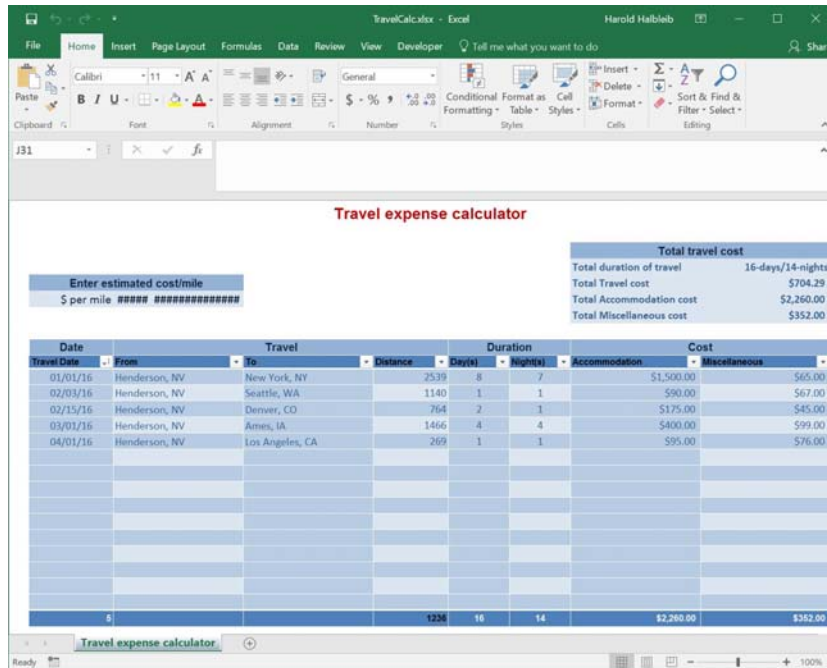 TravelCalc.xlsx - Excel
Harold Halbleib
File Home Insert Page Layout Formulas Data Review View Developer Tell me what you want to do Shar
Paste
Calibri 11 A A
B I U A
General
$ % , .00
Conditional Formatting
Format as Table
Cell Styles
Insert
Delete
Format
Sort & Filter
Find & Select
Clipboard Font Alignment Number Styles Cells Editing
J31 fx
Travel expense calculator
Total travel cost
Total duration of travel 16-days/14-nights
Total Travel cost $704.29
Total Accommodation cost $2,260.00
Total Miscellaneous cost $352.00
Enter estimated cost/mile
$ per mile ##### ##############
Date Travel Duration Cost
Travel Date From To Distance Day(s) Night(s) Accommodation Miscellaneous
01/01/16 Henderson, NV New York, NY 2539 8 7 $1,500.00 $65.00
02/03/16 Henderson, NV Seattle, WA 1140 1 1 $90.00 $67.00
02/15/16 Henderson, NV Denver, CO 764 2 1 $175.00 $45.00
03/01/16 Henderson, NV Ames, IA 1466 4 4 $400.00 $99.00
04/01/16 Henderson, NV Los Angeles, CA 269 1 1 $95.00 $76.00
5 1236 16 14 $2,260.00 $352.00
Travel expense calculator
Ready 100%